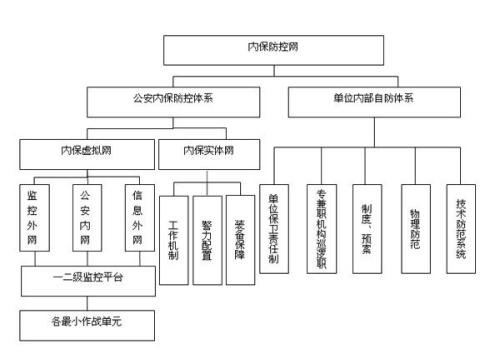 内保防控网
公安内保防控体系
单位内部自防体系
内保虚拟网
内保实体网
监控外网
公安内网
信息外网
工作机制
警力配置
装备保障
单位保卫责任制
专兼职机构巡逻职
制度、预案
物理防范
技术防范系统
一二级监控平台
各最小作战单元